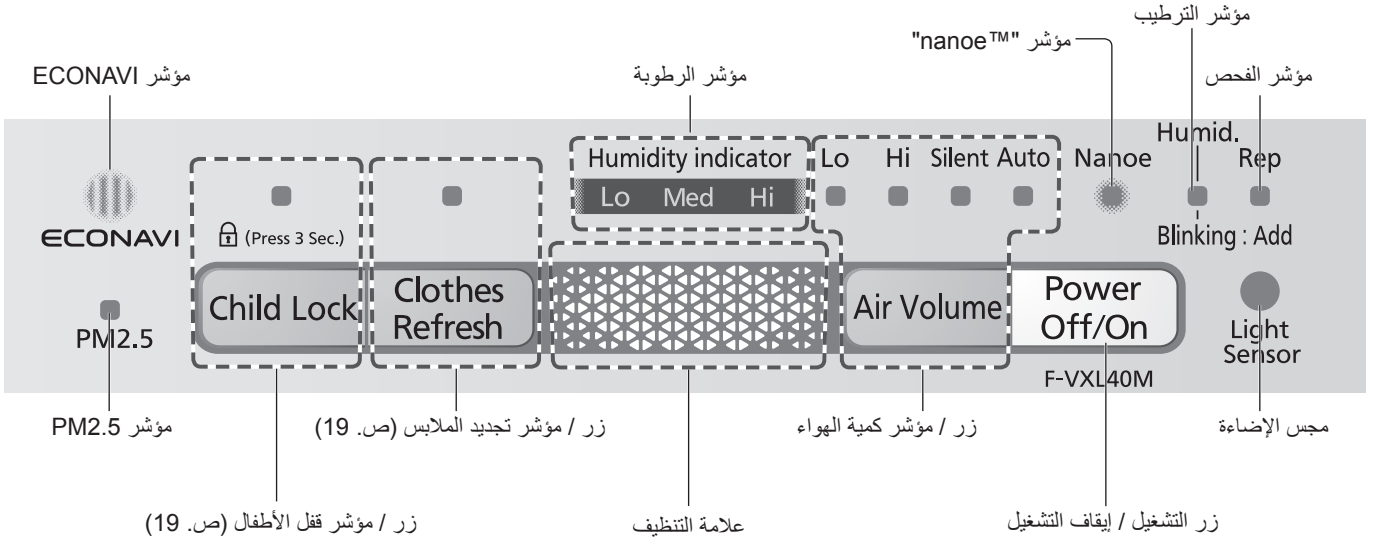 مؤشر الترطيب
مؤشر "nanoe™"
مؤشر الفحص
مؤشر الرطوبة
مؤشر ECONAVI
Humidity indicator
Lo Med Hi
Lo Hi Silent Auto
Nanoe
Humid.
Rep
Blinking : Add
ECONAVI
(Press 3 Sec.)
Child Lock
Clothes
Refresh
Air Volume
Power
Off/On
Light
Sensor
PM2.5
F-VXL40M
مؤشر PM2.5
زر / مؤشر تجديد الملابس (ص. 19)
زر / مؤشر كمية الهواء
مجس الإضاءة
زر / مؤشر قفل الأطفال (ص. 19)
علامة التنظيف
زر التشغيل / إيقاف التشغيل